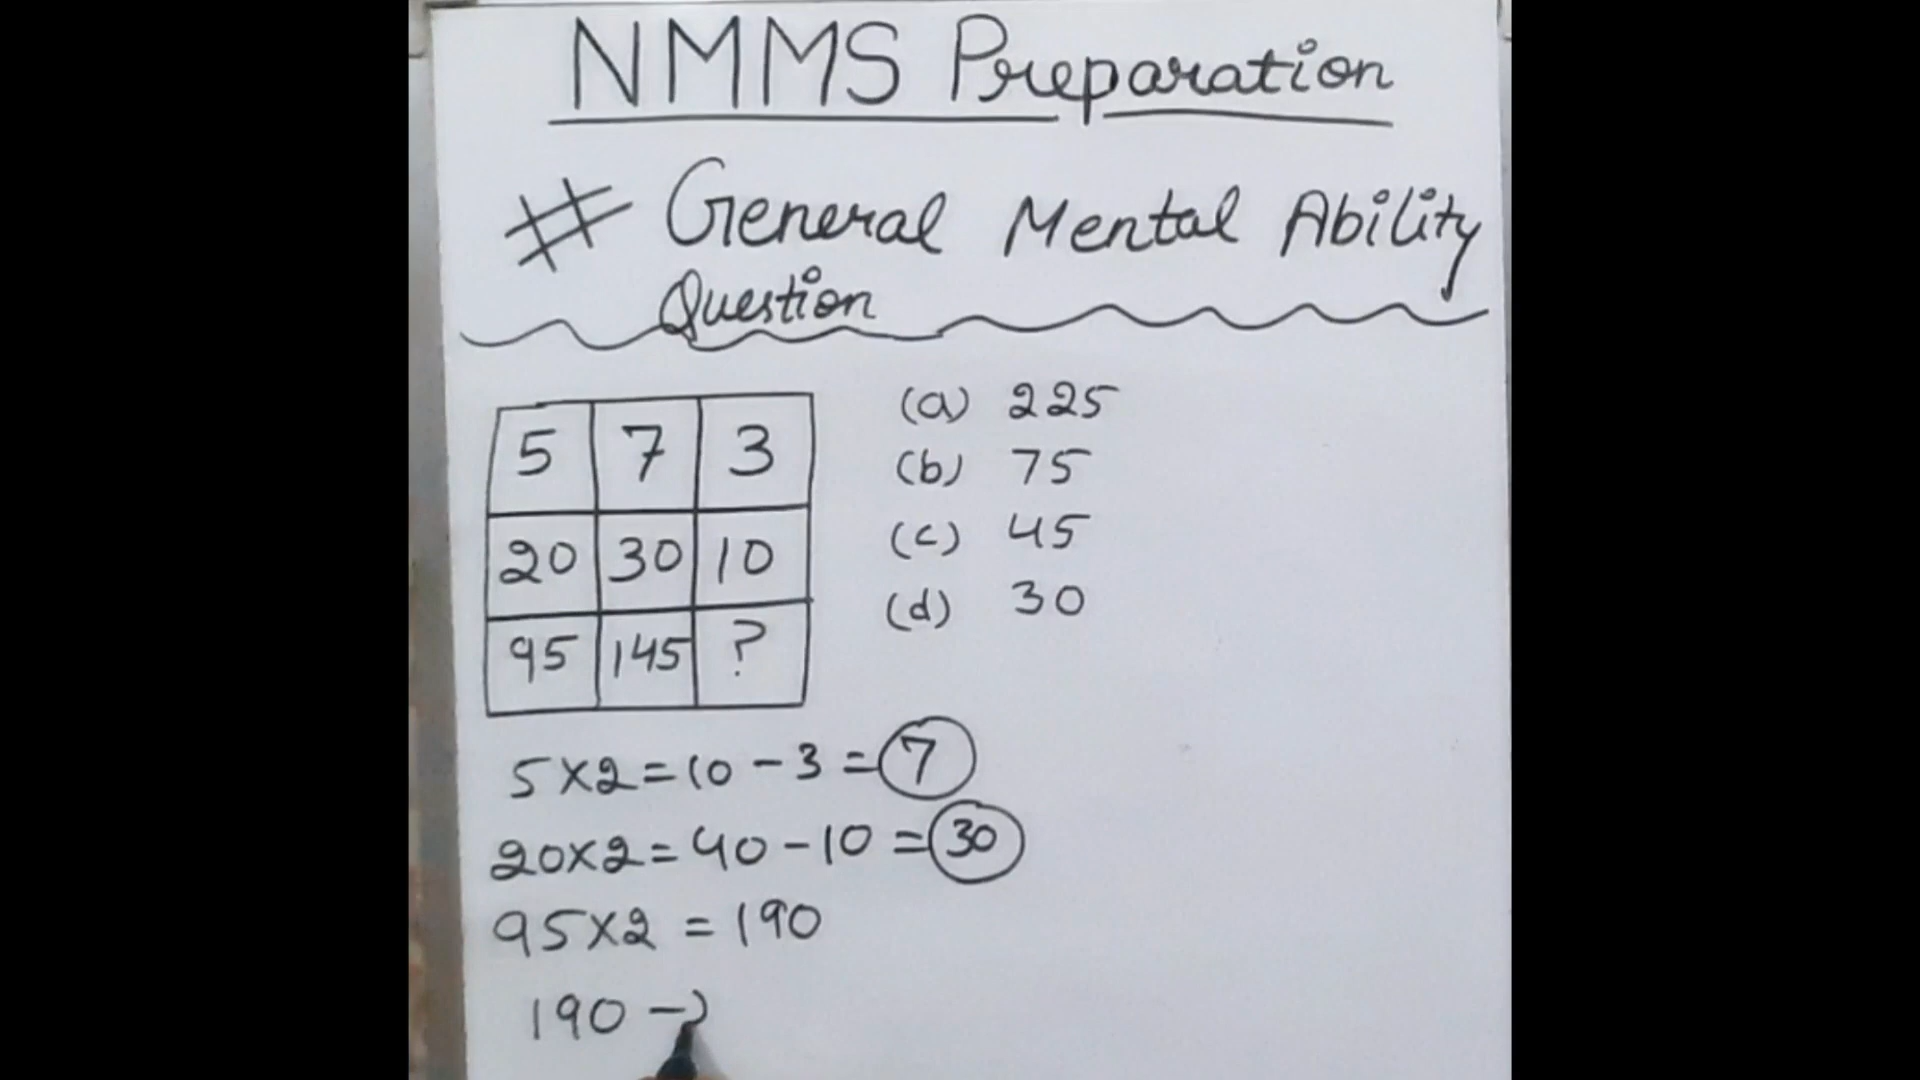 NMMS Preparation
# General Mental Ability
Question
5 7 3
20 30 10
95 145 ?
(a) 225
(b) 75
(c) 45
(d) 30
5×2=10-3=7
20×2=40-10=30
95×2=190
190-